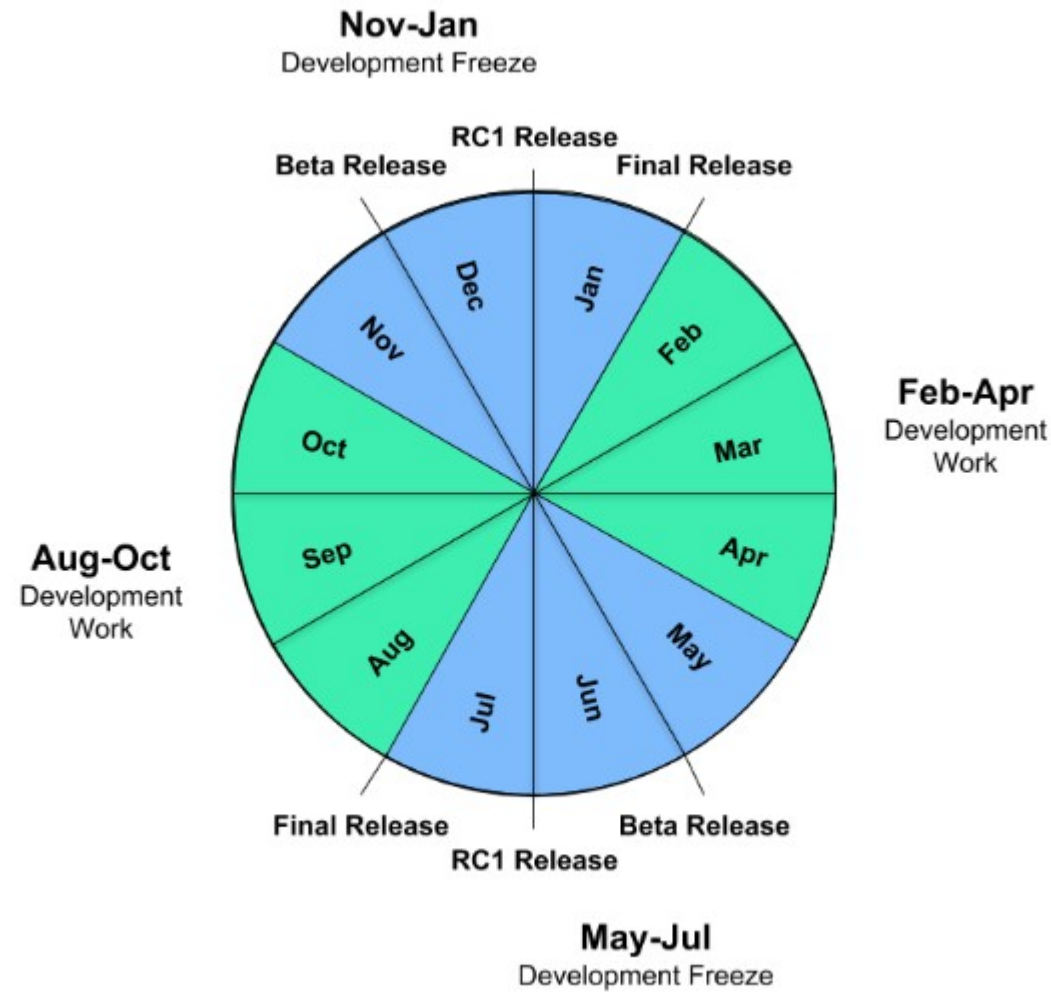 Nov-Jan
Development Freeze
RC1 Release
Beta Release
Final Release
Dec
Jan
Nov
Feb
Feb-Apr
Development
Work
Oct
Mar
Aug-Oct
Development
Work
Sep
Apr
Aug
May
Jul
Jun
Final Release
Beta Release
RC1 Release
May-Jul
Development Freeze